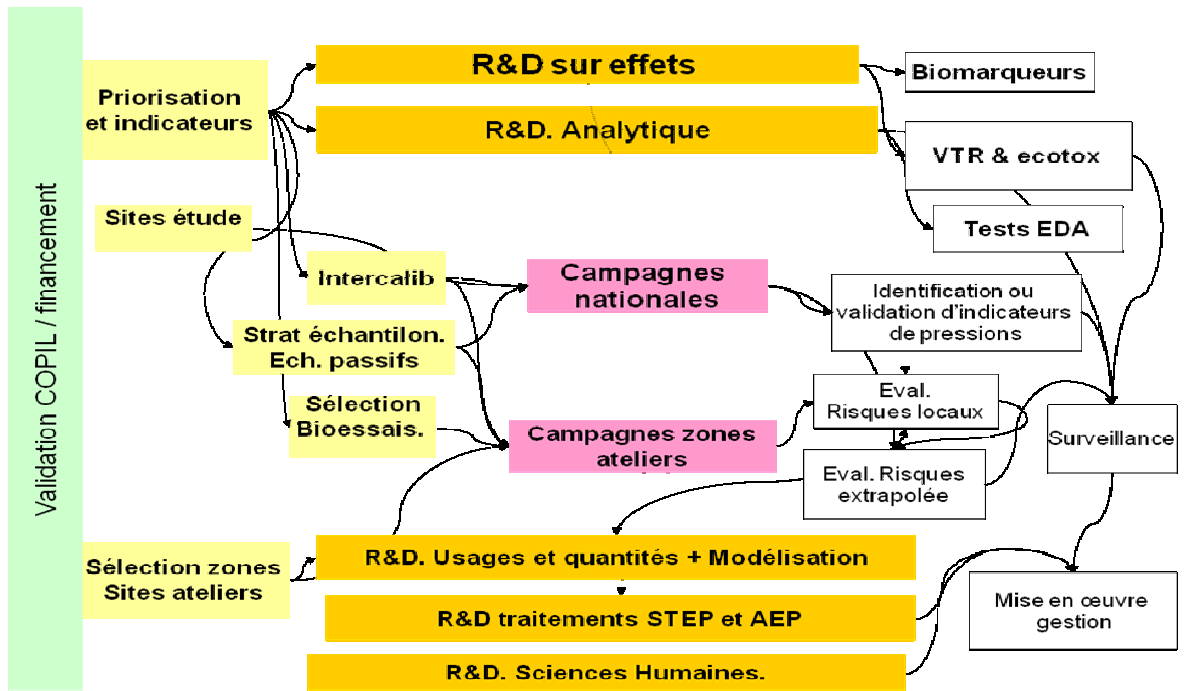 Validation COPIL / financement
Priorisation
et indicateurs
R&D sur effets
R&D. Analytique
Biomarqueurs
VTR & ecotox
Tests EDA
Sites étude
Intercalib
Campagnes
nationales
Identification ou
validation d'indicateurs
de pressions
Strat échantilon.
Ech. passifs
Sélection
Bioessais.
Campagnes zones
ateliers
Eval.
Risques locaux
Surveillance
Eval. Risques
extrapolée
Sélection zones
Sites ateliers
R&D. Usages et quantités + Modélisation
R&D traitements STEP et AEP
R&D. Sciences Humaines.
Mise en œuvre
gestion